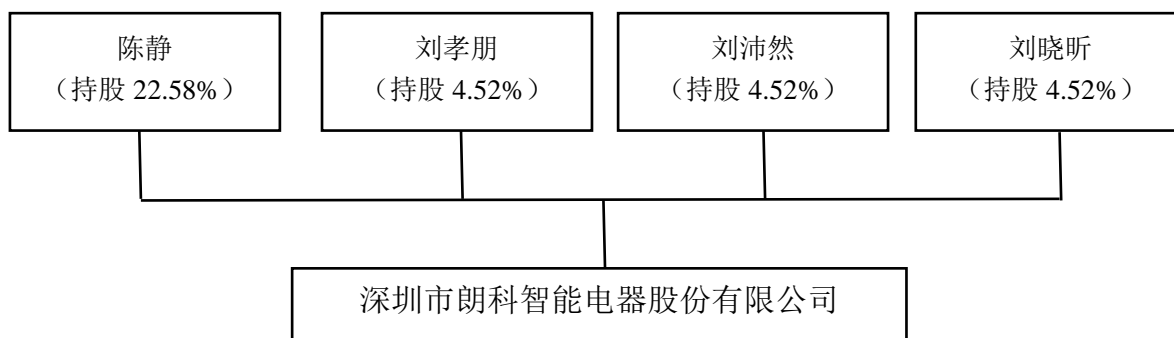 陈静
（持股 22.58%）
刘孝朋
（持股 4.52%）
刘沛然
（持股 4.52%）
刘晓昕
（持股 4.52%）
深圳市朗科智能电器股份有限公司